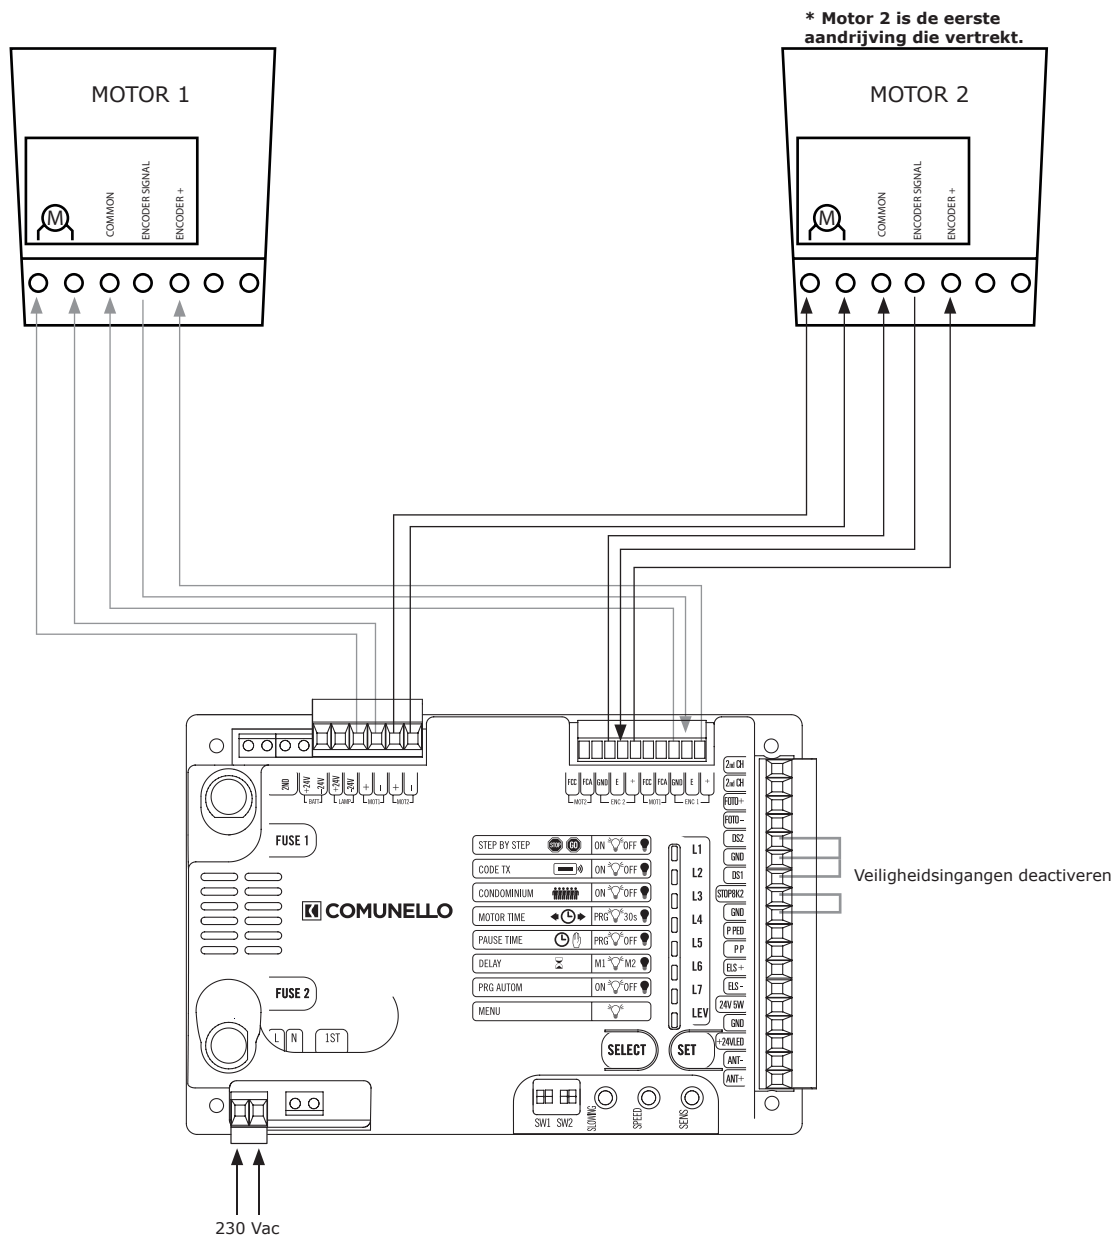 * Motor 2 is de eerste
aandrijving die vertrekt.
MOTOR 1
MOTOR 2
M
COMMON
ENCODER SIGNAL
ENCODER +
M
COMMON
ENCODER SIGNAL
ENCODER +
2ND
+24V
-24V
BATT
+24V
-24V
LAMP
+
-
MOT1
+
-
MOT2
FCC
FCA
MOT2
GND
E
+
ENC 2
FCC
FCA
MOT1
GND
E
+
ENC 1
FUSE 1
COMUNELLO
FUSE 2
L
N
1ST
STEP BY STEP STOP GO ON OFF
CODE TX ON OFF
CONDOMINIUM ON OFF
MOTOR TIME PRG 30s
PAUSE TIME PRG OFF
DELAY M1 M2
PRG AUTOM ON OFF
MENU
L1
L2
L3
L4
L5
L6
L7
LEV
2nd CH
2nd CH
FOTO+
FOTO-
DS2
GND
DS1
STOP8K2
GND
P PED
P P
ELS+
ELS-
24V 5W
GND
+24VLED
ANT-
ANT+
Veiligheidsingangen deactiveren
SELECT
SET
SW1 SW2
SLOWING
SPEED
SENS
230 Vac